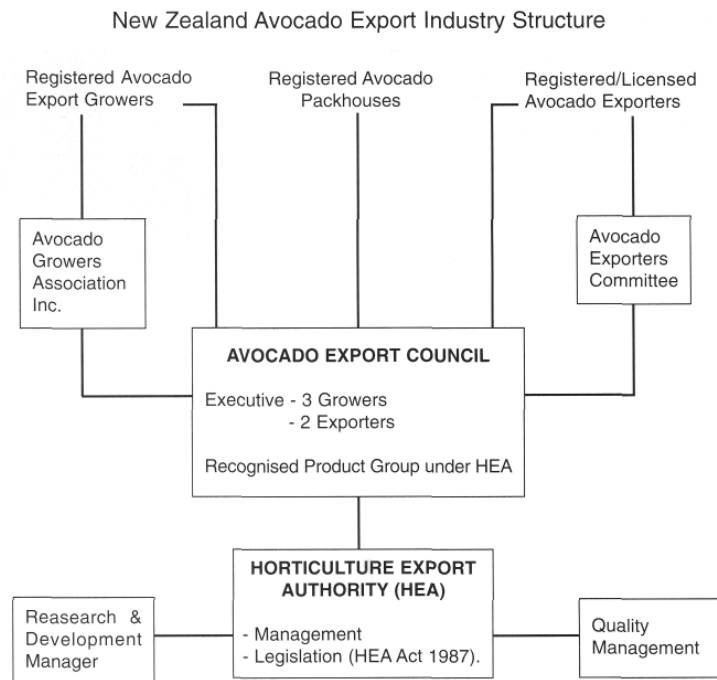 New Zealand Avocado Export Industry Structure
Registered Avocado
Export Growers
Registered Avocado
Packhouses
Registered/Licensed
Avocado Exporters
Avocado
Growers
Association
Inc.
Avocado
Exporters
Committee
AVOCADO EXPORT COUNCIL
Executive - 3 Growers
- 2 Exporters
Recognised Product Group under HEA
HORTICULTURE EXPORT
AUTHORITY (HEA)
- Management
- Legislation (HEA Act 1987).
Reasearch &
Development
Manager
Quality
Management